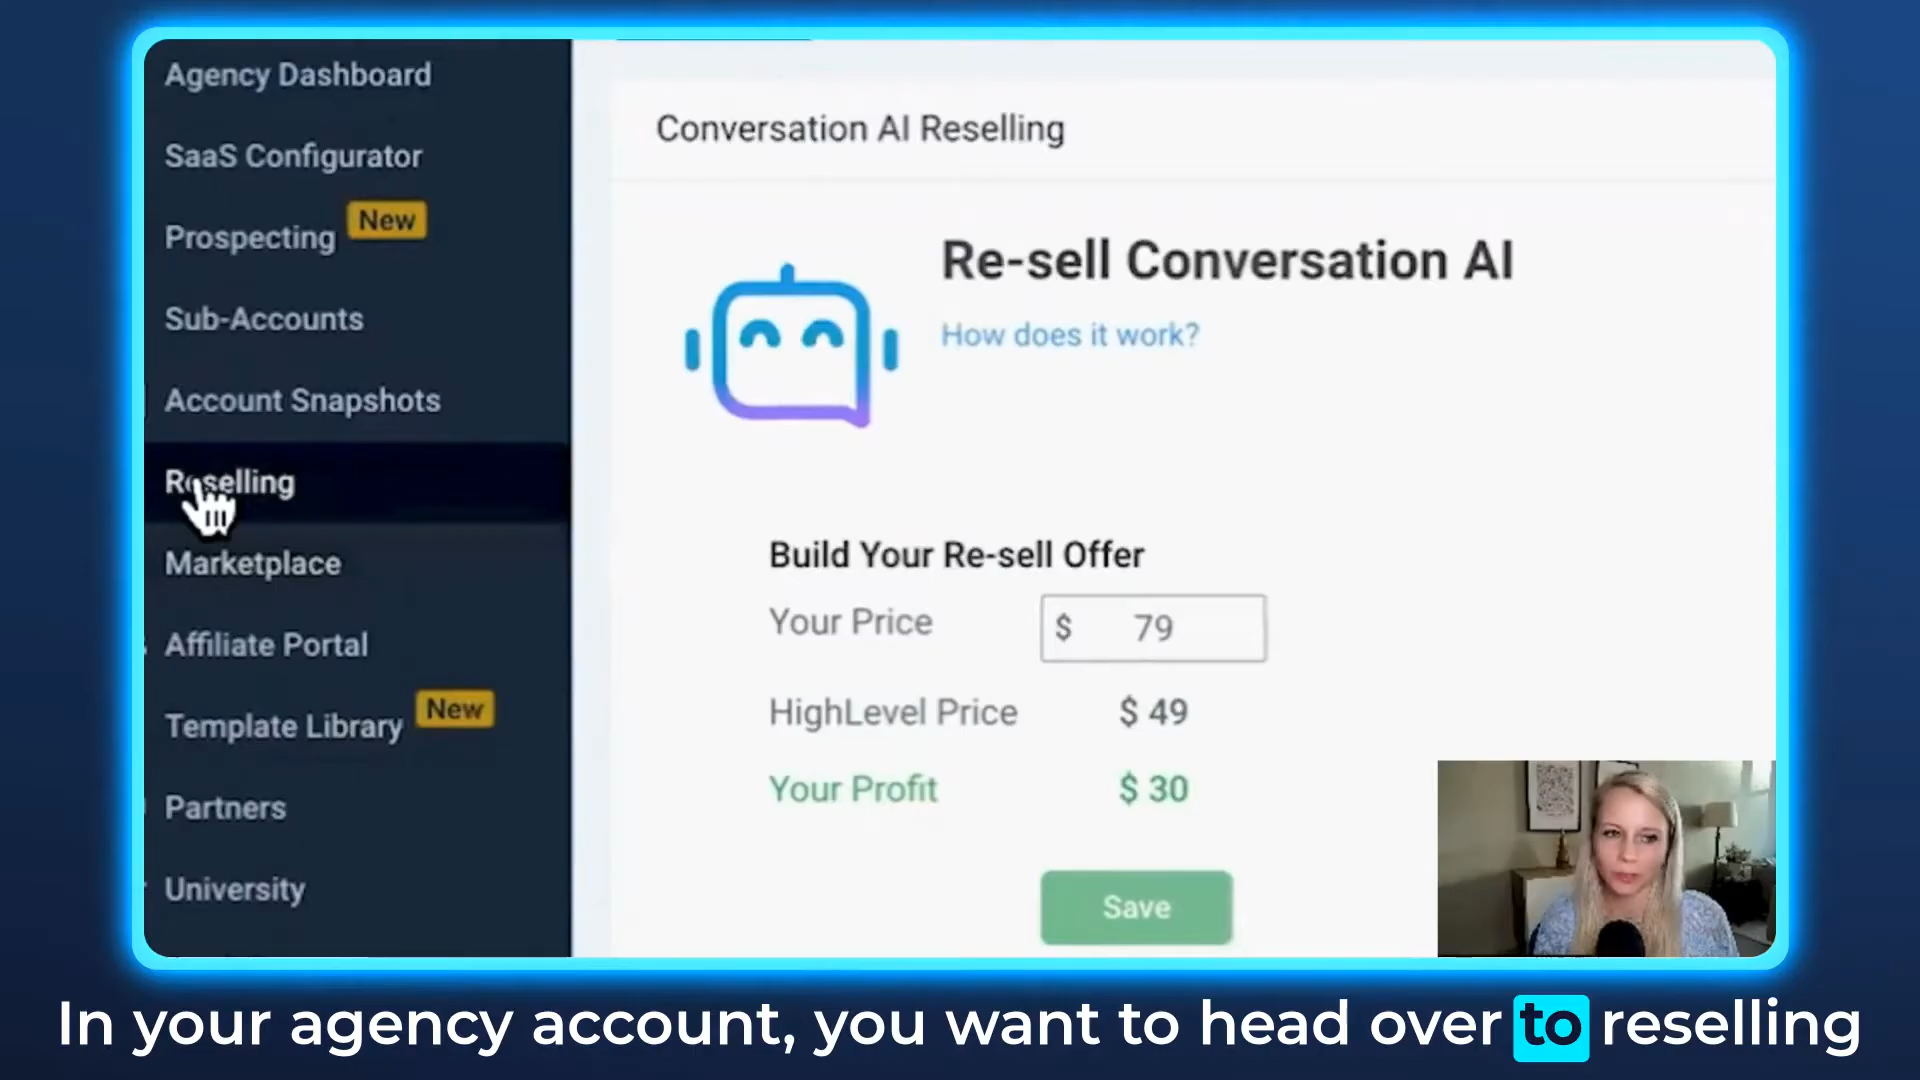 Agency Dashboard
SaaS Configurator
Prospecting New
Sub-Accounts
Account Snapshots
Reselling
Marketplace
Affiliate Portal
Template Library New
Partners
University
Conversation AI Reselling
Re-sell Conversation AI
How does it work?
Build Your Re-sell Offer
Your Price $ 79
HighLevel Price $ 49
Your Profit $ 30
Save
In your agency account, you want to head over to reselling